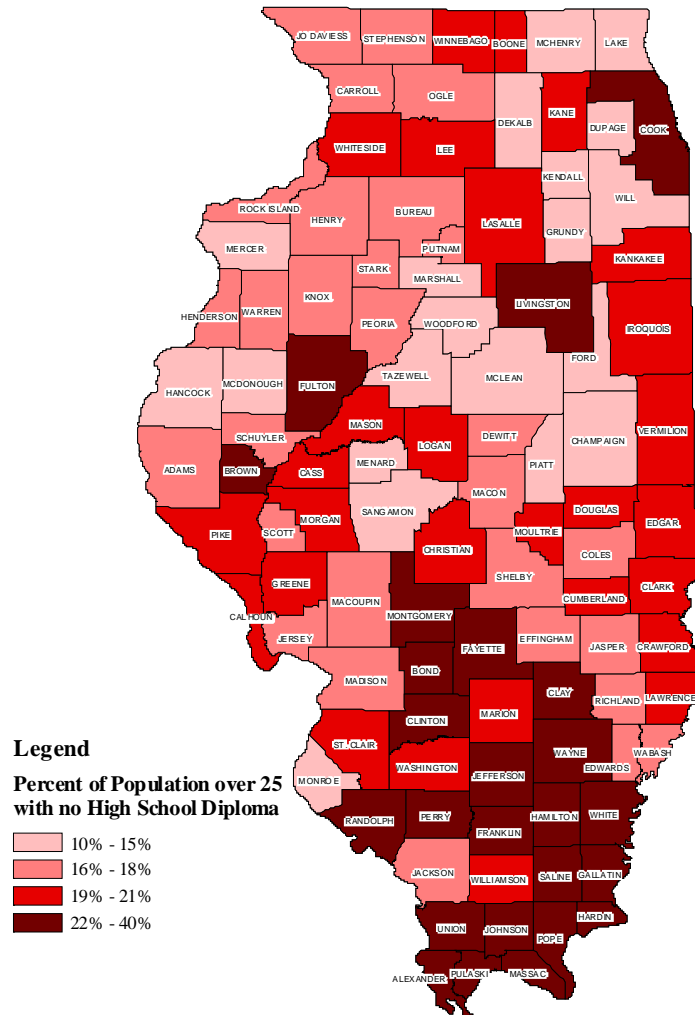 JO DAVIESS
STEPHENSON
WINNEBAGO
BOONE
MCHENRY
LAKE
CARROLL
OGLE
DEKALB
KANE
DUPAGE
COOK
WHITESIDE
LEE
KENDALL
WILL
ROCK ISLAND
HENRY
BUREAU
LASALLE
GRUNDY
MERCER
PUTNAM
KANKAKEE
STARK
MARSHALL
KNOX
LIVINGSTON
HENDERSON
WARREN
PEORIA
WOODFORD
IROQUOIS
FORD
HANCOCK
MCDONOUGH
FULTON
TAZEWELL
MCLEAN
MASON
SCHUYLER
LOGAN
DEWITT
CHAMPAIGN
VERMILION
ADAMS
BROWN
CASS
MENARD
PIATT
MACON
SANGAMON
DOUGLAS
PIKE
SCOTT
MORGAN
MOULTRIE
EDGAR
CHRISTIAN
COLES
GREENE
MACOUPIN
SHELBY
CLARK
CUMBERLAND
CALHOUN
JERSEY
MONTGOMERY
FAYETTE
EFFINGHAM
JASPER
CRAWFORD
MADISON
BOND
CLAY
RICHLAND
LAWRENCE
CLINTON
MARION
ST. CLAIR
WAYNE
WABASH
WASHINGTON
EDWARDS
MONROE
JEFFERSON
RANDOLPH
PERRY
HAMILTON
WHITE
FRANKLIN
JACKSON
WILLIAMSON
SALINE
GALLATIN
HARDIN
UNION
JOHNSON
POPE
ALEXANDER
PULASKI
MASSAC
Legend
Percent of Population over 25
with no High School Diploma
10% - 15%
16% - 18%
19% - 21%
22% - 40%